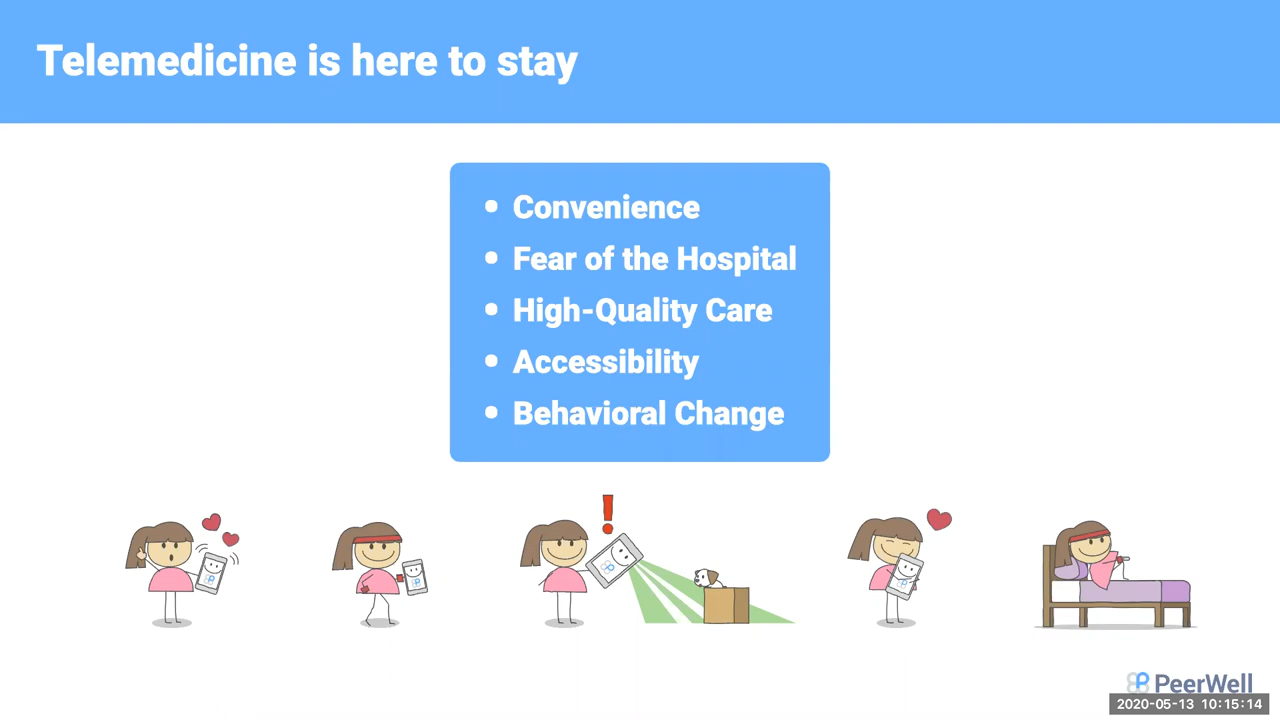 Telemedicine is here to stay
• Convenience
• Fear of the Hospital
• High-Quality Care
• Accessibility
• Behavioral Change
!
PeerWell
2020-05-13 10:15:14